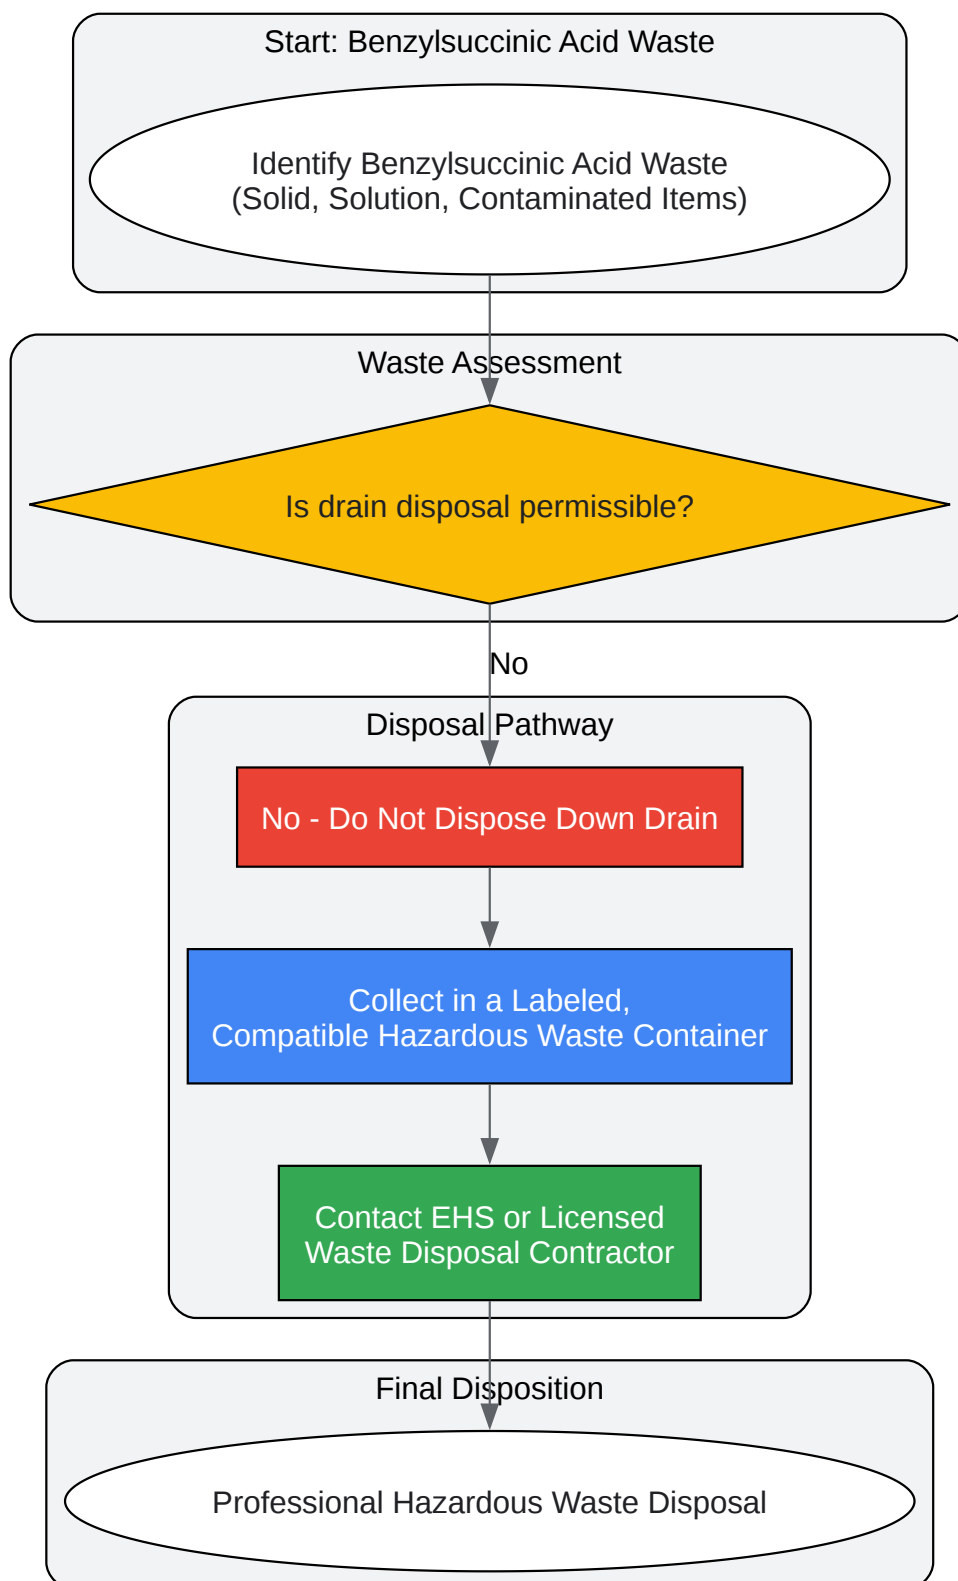 Start: Benzylsuccinic Acid Waste
Identify Benzylsuccinic Acid Waste
(Solid, Solution, Contaminated Items)
Waste Assessment
Is drain disposal permissible?
No
Disposal Pathway
No - Do Not Dispose Down Drain
Collect in a Labeled,
Compatible Hazardous Waste Container
Contact EHS or Licensed
Waste Disposal Contractor
Final Disposition
Professional Hazardous Waste Disposal